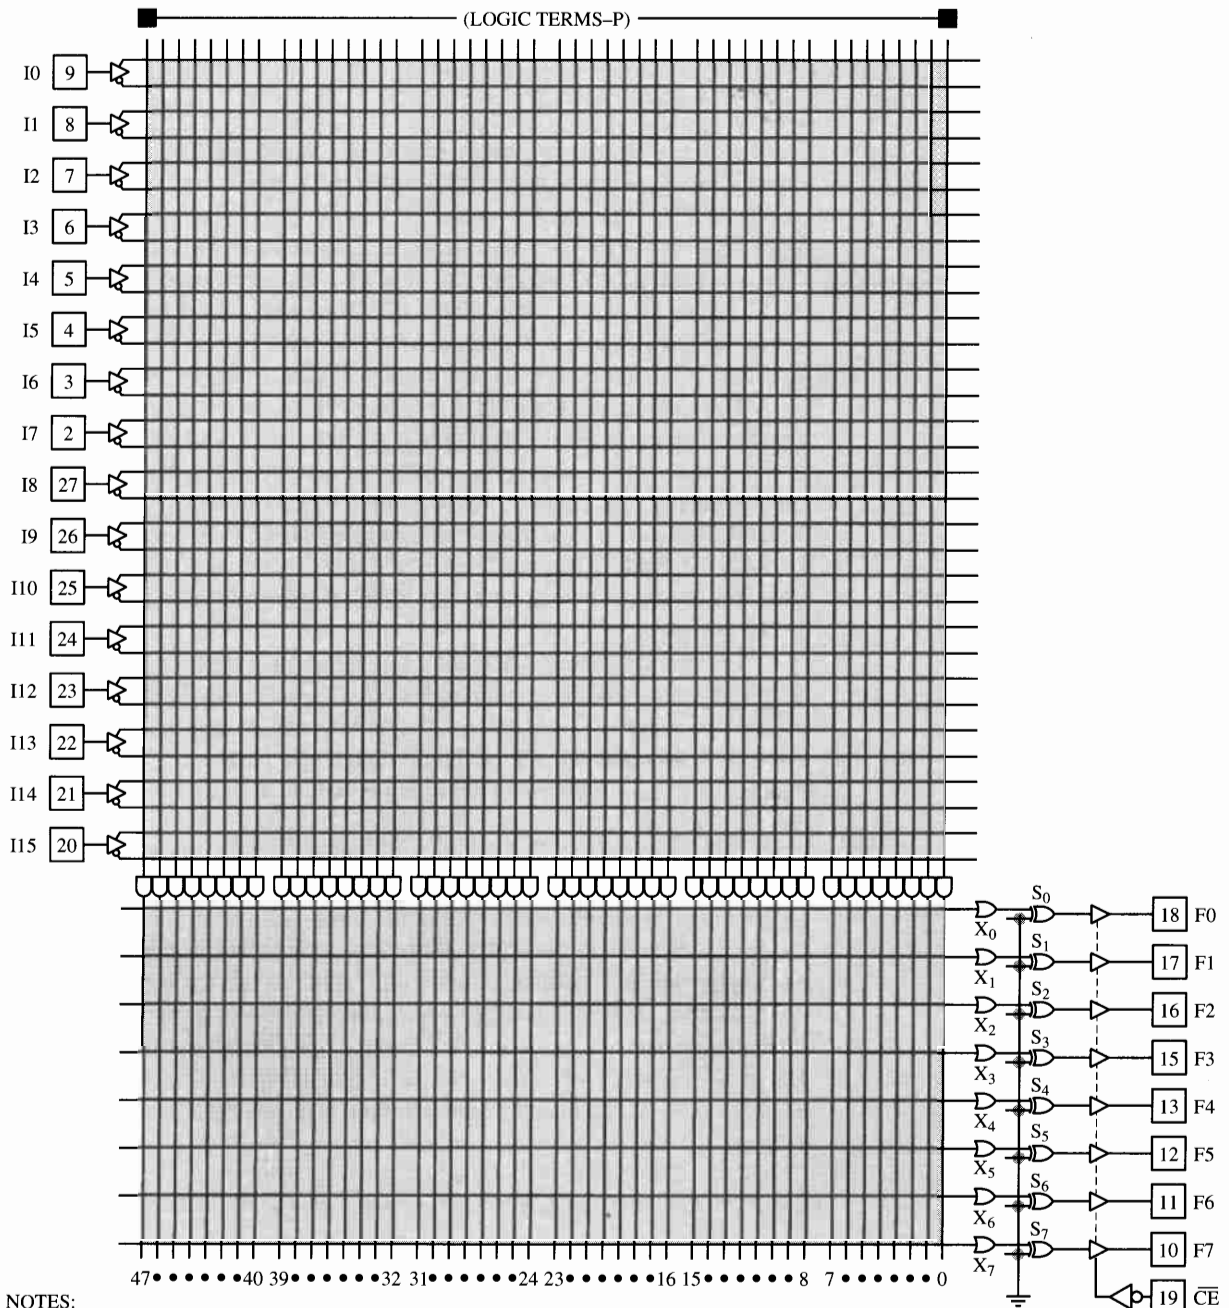 (LOGIC TERMS–P)
I0 9
I1 8
I2 7
I3 6
I4 5
I5 4
I6 3
I7 2
I8 27
I9 26
I10 25
I11 24
I12 23
I13 22
I14 21
I15 20
X0 S0 18 F0
X1 S1 17 F1
X2 S2 16 F2
X3 S3 15 F3
X4 S4 13 F4
X5 S5 12 F5
X6 S6 11 F6
X7 S7 10 F7
47 • • • • • • 40 39 • • • • • • 32 31 • • • • • • 24 23 • • • • • • 16 15 • • • • • • 8 7 • • • • • • 0
19 C̅E̅
NOTES: